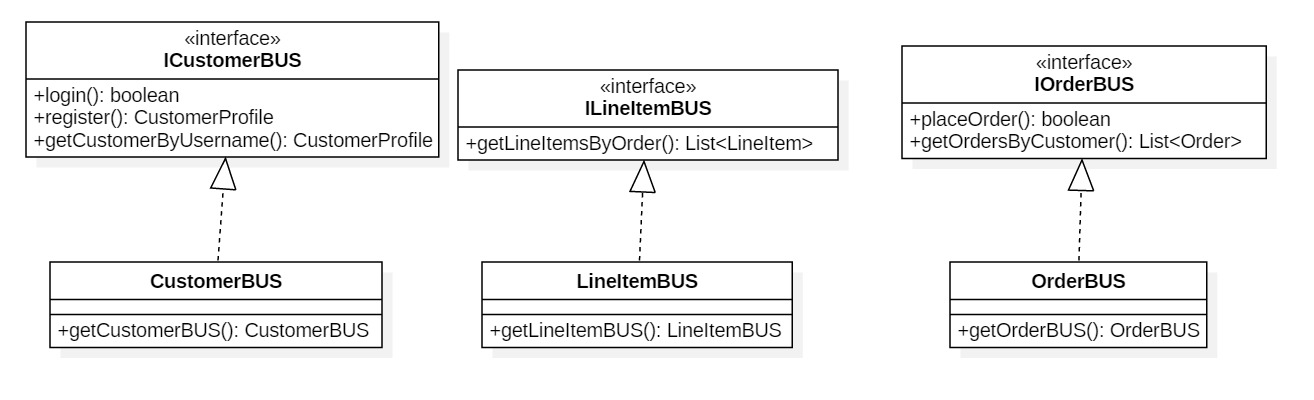 «interface»
ICustomerBUS
+login(): boolean
+register(): CustomerProfile
+getCustomerByUsername(): CustomerProfile
«interface»
ILineItemBUS
+getLineItemsByOrder(): List<LineItem>
«interface»
IOrderBUS
+placeOrder(): boolean
+getOrdersByCustomer(): List<Order>
CustomerBUS
+getCustomerBUS(): CustomerBUS
LineItemBUS
+getLineItemBUS(): LineItemBUS
OrderBUS
+getOrderBUS(): OrderBUS